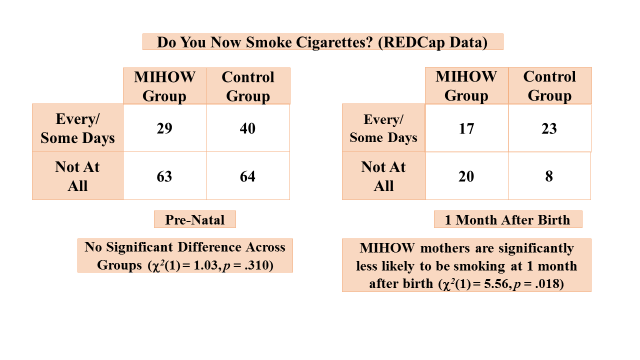 Do You Now Smoke Cigarettes? (REDCap Data)
MIHOW
Group
Control
Group
Every/
Some Days
29
40
Not At
All
63
64
Pre-Natal
No Significant Difference Across
Groups (χ²(1) = 1.03, p = .310)
MIHOW
Group
Control
Group
Every/
Some Days
17
23
Not At
All
20
8
1 Month After Birth
MIHOW mothers are significantly
less likely to be smoking at 1 month
after birth (χ²(1) = 5.56, p = .018)